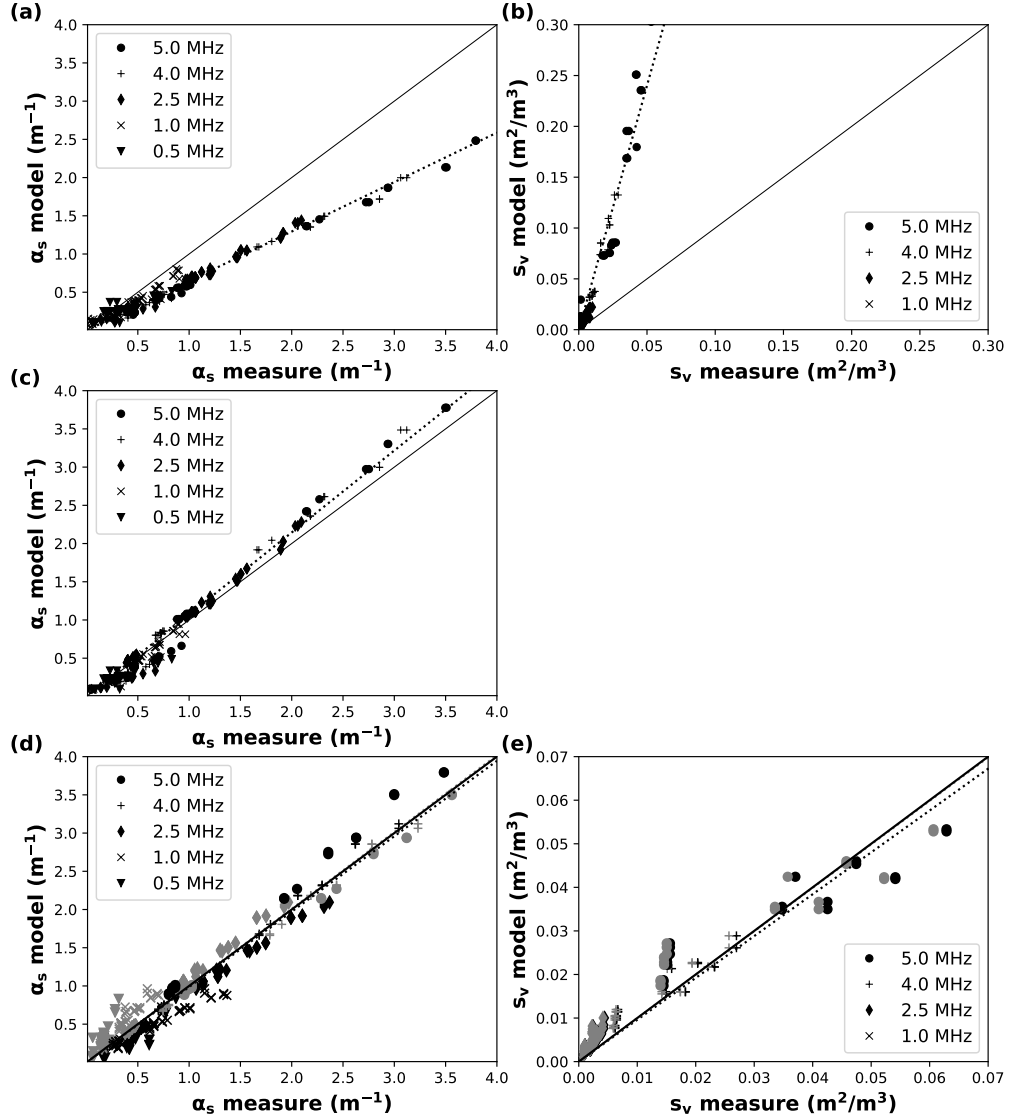 (a)
4.0
3.5
3.0
2.5
2.0
1.5
1.0
0.5
αs model (m−1)
5.0 MHz
4.0 MHz
2.5 MHz
1.0 MHz
0.5 MHz
0.5 1.0 1.5 2.0 2.5 3.0 3.5 4.0
αs measure (m−1)
(b)
0.30
0.25
0.20
0.15
0.10
0.05
0.00
sv model (m2/m3)
5.0 MHz
4.0 MHz
2.5 MHz
1.0 MHz
0.00 0.05 0.10 0.15 0.20 0.25 0.30
sv measure (m2/m3)
(c)
4.0
3.5
3.0
2.5
2.0
1.5
1.0
0.5
αs model (m−1)
5.0 MHz
4.0 MHz
2.5 MHz
1.0 MHz
0.5 MHz
0.5 1.0 1.5 2.0 2.5 3.0 3.5 4.0
αs measure (m−1)
(d)
4.0
3.5
3.0
2.5
2.0
1.5
1.0
0.5
αs model (m−1)
5.0 MHz
4.0 MHz
2.5 MHz
1.0 MHz
0.5 MHz
0.5 1.0 1.5 2.0 2.5 3.0 3.5 4.0
αs measure (m−1)
(e)
0.07
0.06
0.05
0.04
0.03
0.02
0.01
0.00
sv model (m2/m3)
5.0 MHz
4.0 MHz
2.5 MHz
1.0 MHz
0.00 0.01 0.02 0.03 0.04 0.05 0.06 0.07
sv measure (m2/m3)